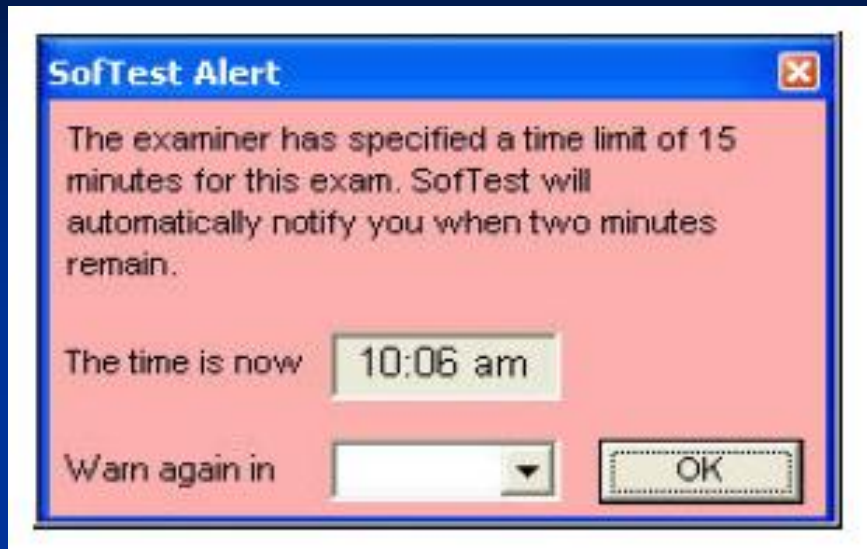 SofTest Alert
The examiner has specified a time limit of 15
minutes for this exam. SofTest will
automatically notify you when two minutes
remain.
The time is now 10:06 am
Warn again in OK